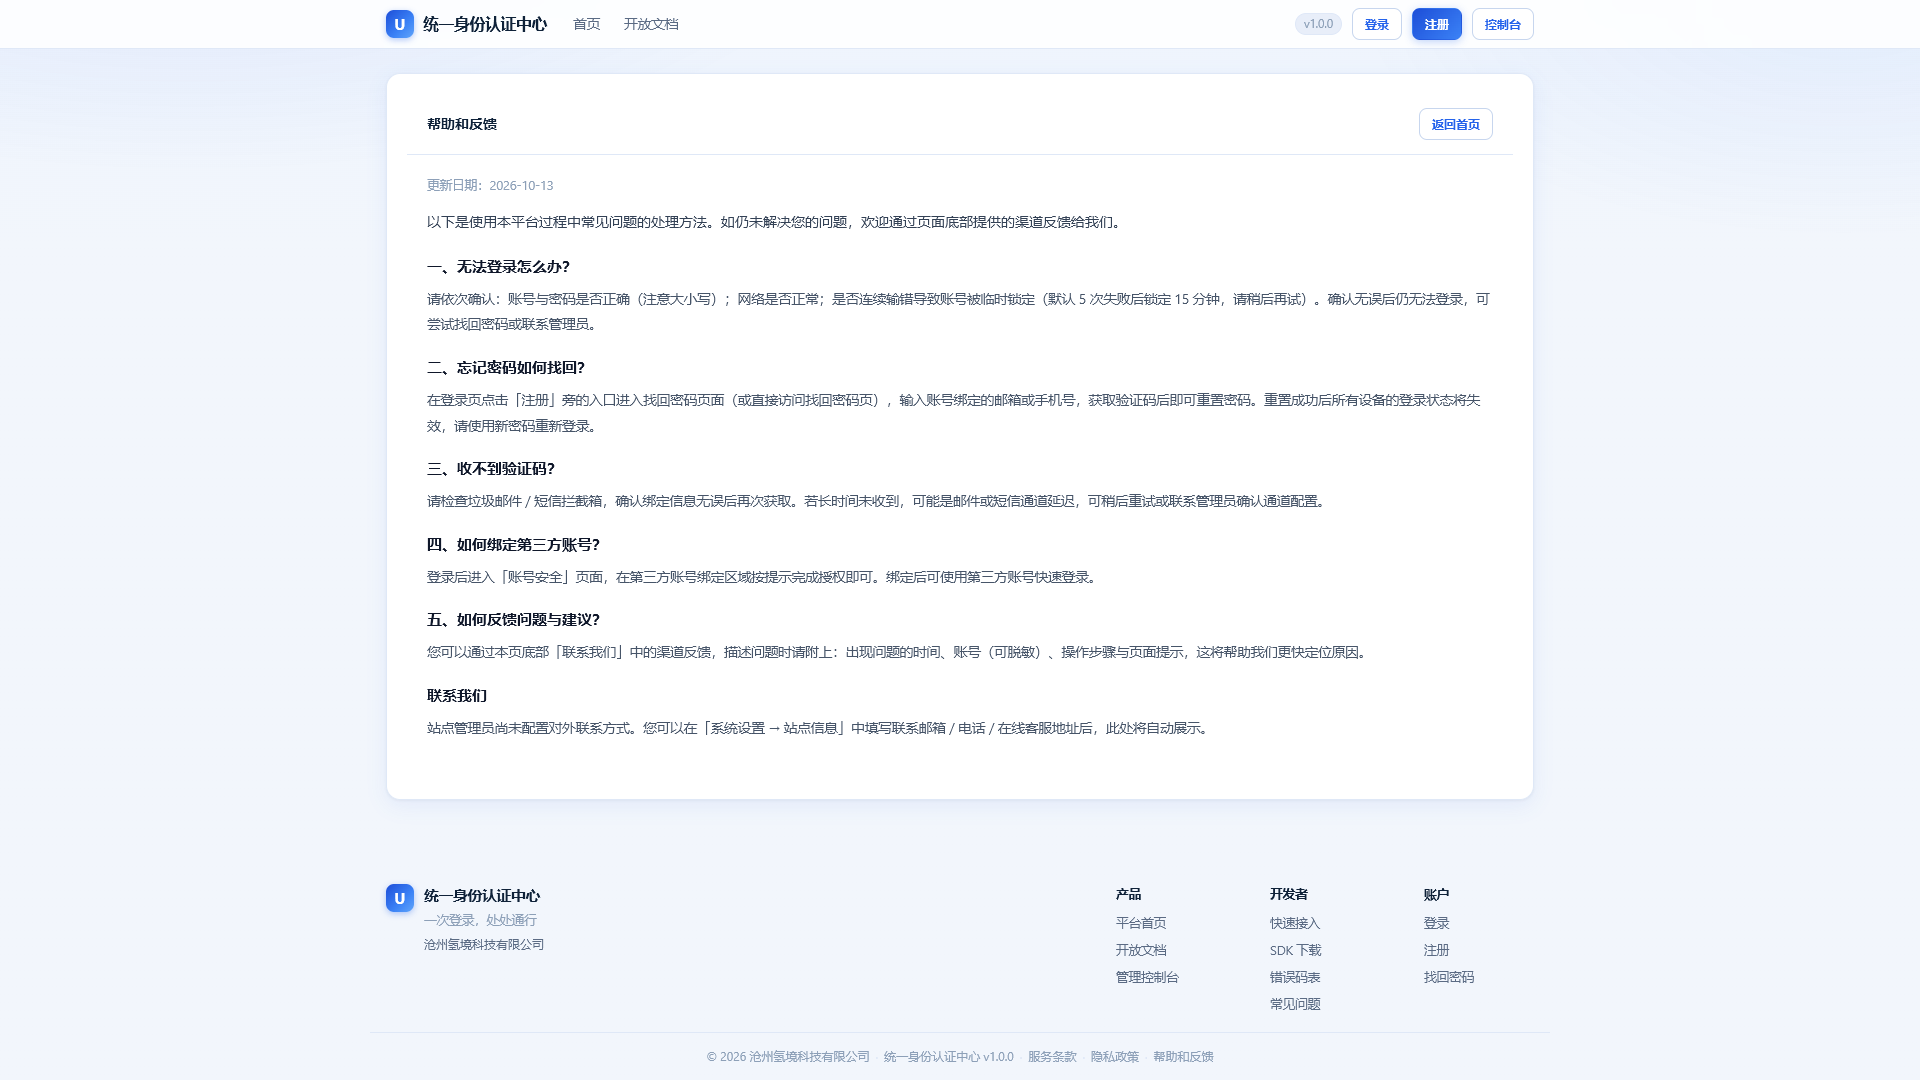 U 统一身份认证中心 首页 开放文档 v1.0.0 登录 注册 控制台
帮助和反馈 返回首页
更新日期：2026-10-13
以下是使用本平台过程中常见问题的处理方法。如仍未解决您的问题，欢迎通过页面底部提供的渠道反馈给我们。
一、无法登录怎么办？
请依次确认：账号与密码是否正确（注意大小写）；网络是否正常；是否连续输错导致账号被临时锁定（默认 5 次失败后锁定 15 分钟，请稍后再试）。确认无误后仍无法登录，可
尝试找回密码或联系管理员。
二、忘记密码如何找回？
在登录页点击「注册」旁的入口进入找回密码页面（或直接访问找回密码页），输入账号绑定的邮箱或手机号，获取验证码后即可重置密码。重置成功后所有设备的登录状态将失
效，请使用新密码重新登录。
三、收不到验证码？
请检查垃圾邮件 / 短信拦截箱，确认绑定信息无误后再次获取。若长时间未收到，可能是邮件或短信通道延迟，可稍后重试或联系管理员确认通道配置。
四、如何绑定第三方账号？
登录后进入「账号安全」页面，在第三方账号绑定区域按提示完成授权即可。绑定后可使用第三方账号快速登录。
五、如何反馈问题与建议？
您可以通过本页底部「联系我们」中的渠道反馈，描述问题时请附上：出现问题的时间、账号（可脱敏）、操作步骤与页面提示，这将帮助我们更快定位原因。
联系我们
站点管理员尚未配置对外联系方式。您可以在「系统设置 → 站点信息」中填写联系邮箱 / 电话 / 在线客服地址后，此处将自动展示。
U 统一身份认证中心
一次登录，处处通行
沧州氢境科技有限公司
产品
平台首页
开放文档
管理控制台
开发者
快速接入
SDK 下载
错误码表
常见问题
账户
登录
注册
找回密码
© 2026 沧州氢境科技有限公司 · 统一身份认证中心 v1.0.0 · 服务条款 · 隐私政策 · 帮助和反馈